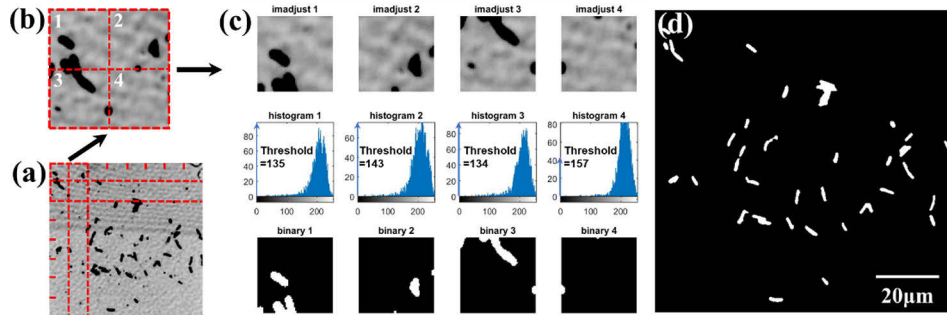 (b)
1 2
3 4
(a)
(c)
imadjust 1 imadjust 2 imadjust 3 imadjust 4
histogram 1 histogram 2 histogram 3 histogram 4
80
60
40
20
0
0 100 200
Threshold
=135
60
40
20
0
0 100 200
Threshold
=143
80
60
40
20
0
0 100 200
Threshold
=134
80
60
40
20
0
0 100 200
Threshold
=157
binary 1 binary 2 binary 3 binary 4
(d)
20μm